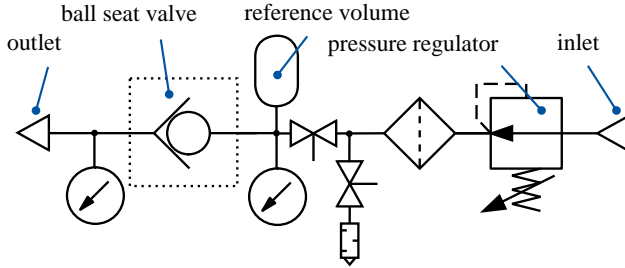 ball seat valve
reference volume
outlet
pressure regulator
inlet